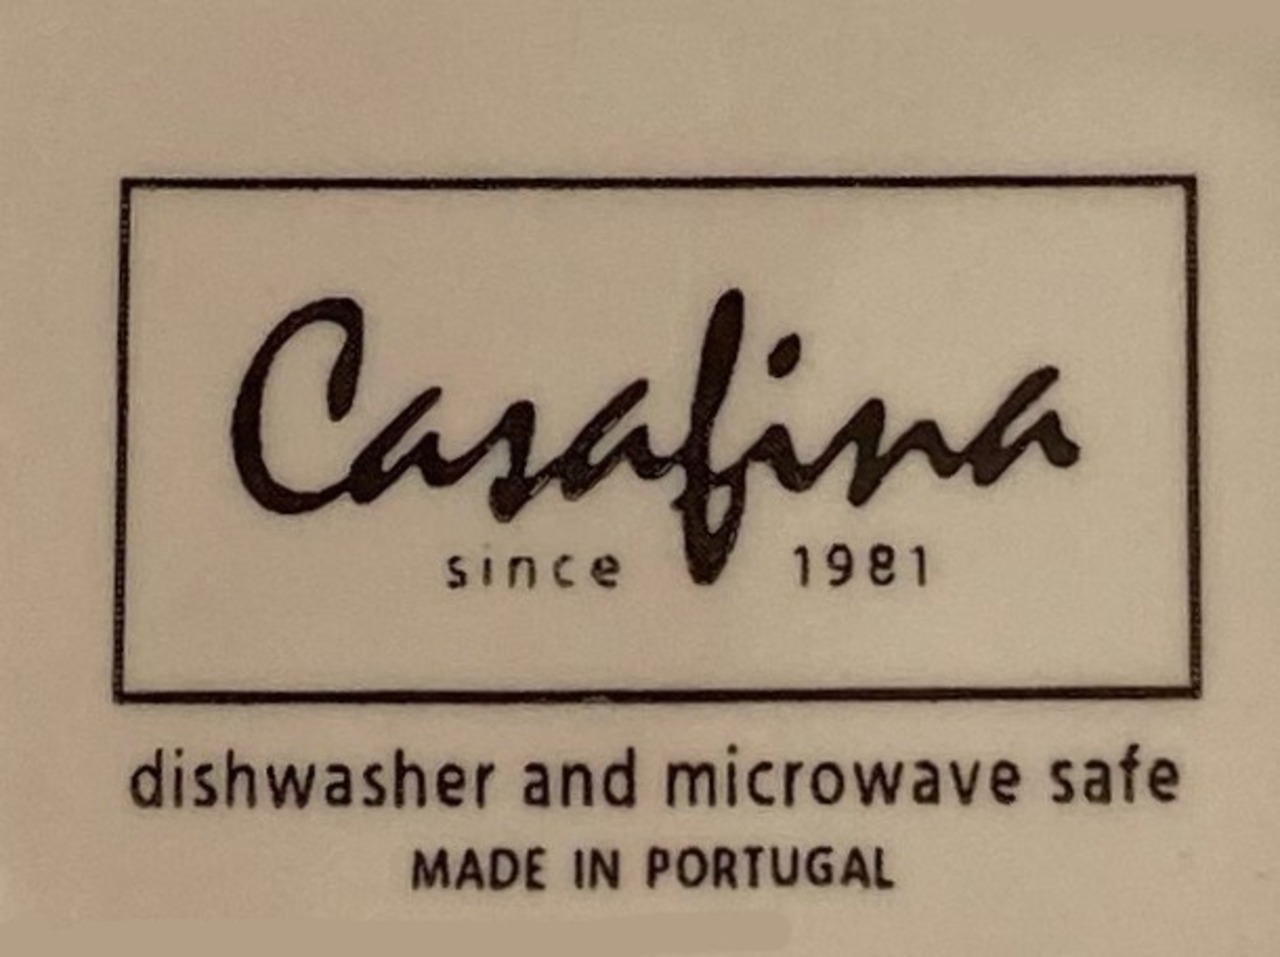 Casafina
since 1981
dishwasher and microwave safe
MADE IN PORTUGAL